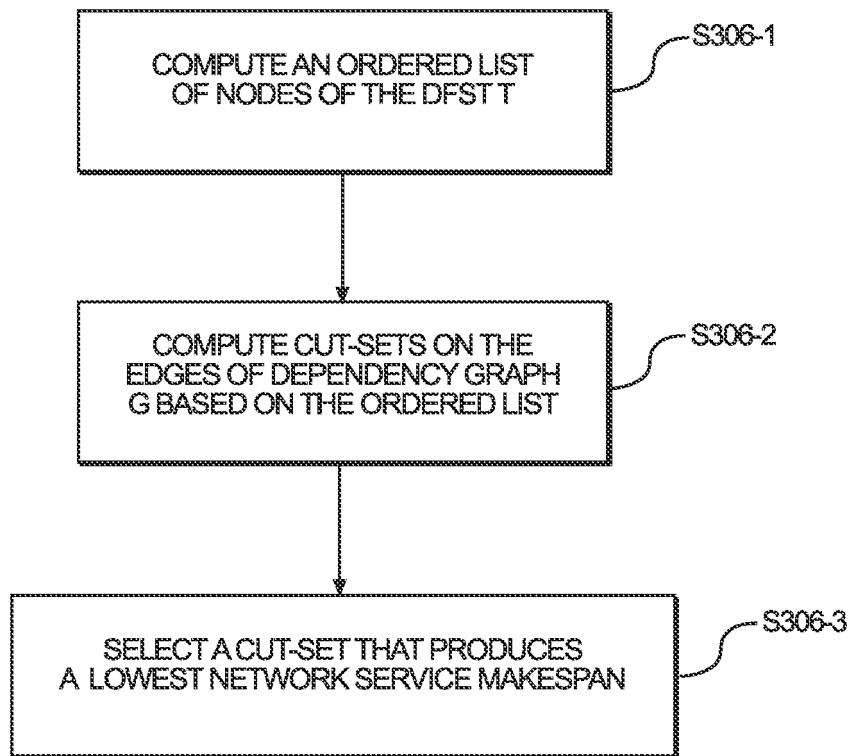 S306-1
COMPUTE AN ORDERED LIST
OF NODES OF THE DFST T
S306-2
COMPUTE CUT-SETS ON THE
EDGES OF DEPENDENCY GRAPH
G BASED ON THE ORDERED LIST
S306-3
SELECT A CUT-SET THAT PRODUCES
A LOWEST NETWORK SERVICE MAKESPAN